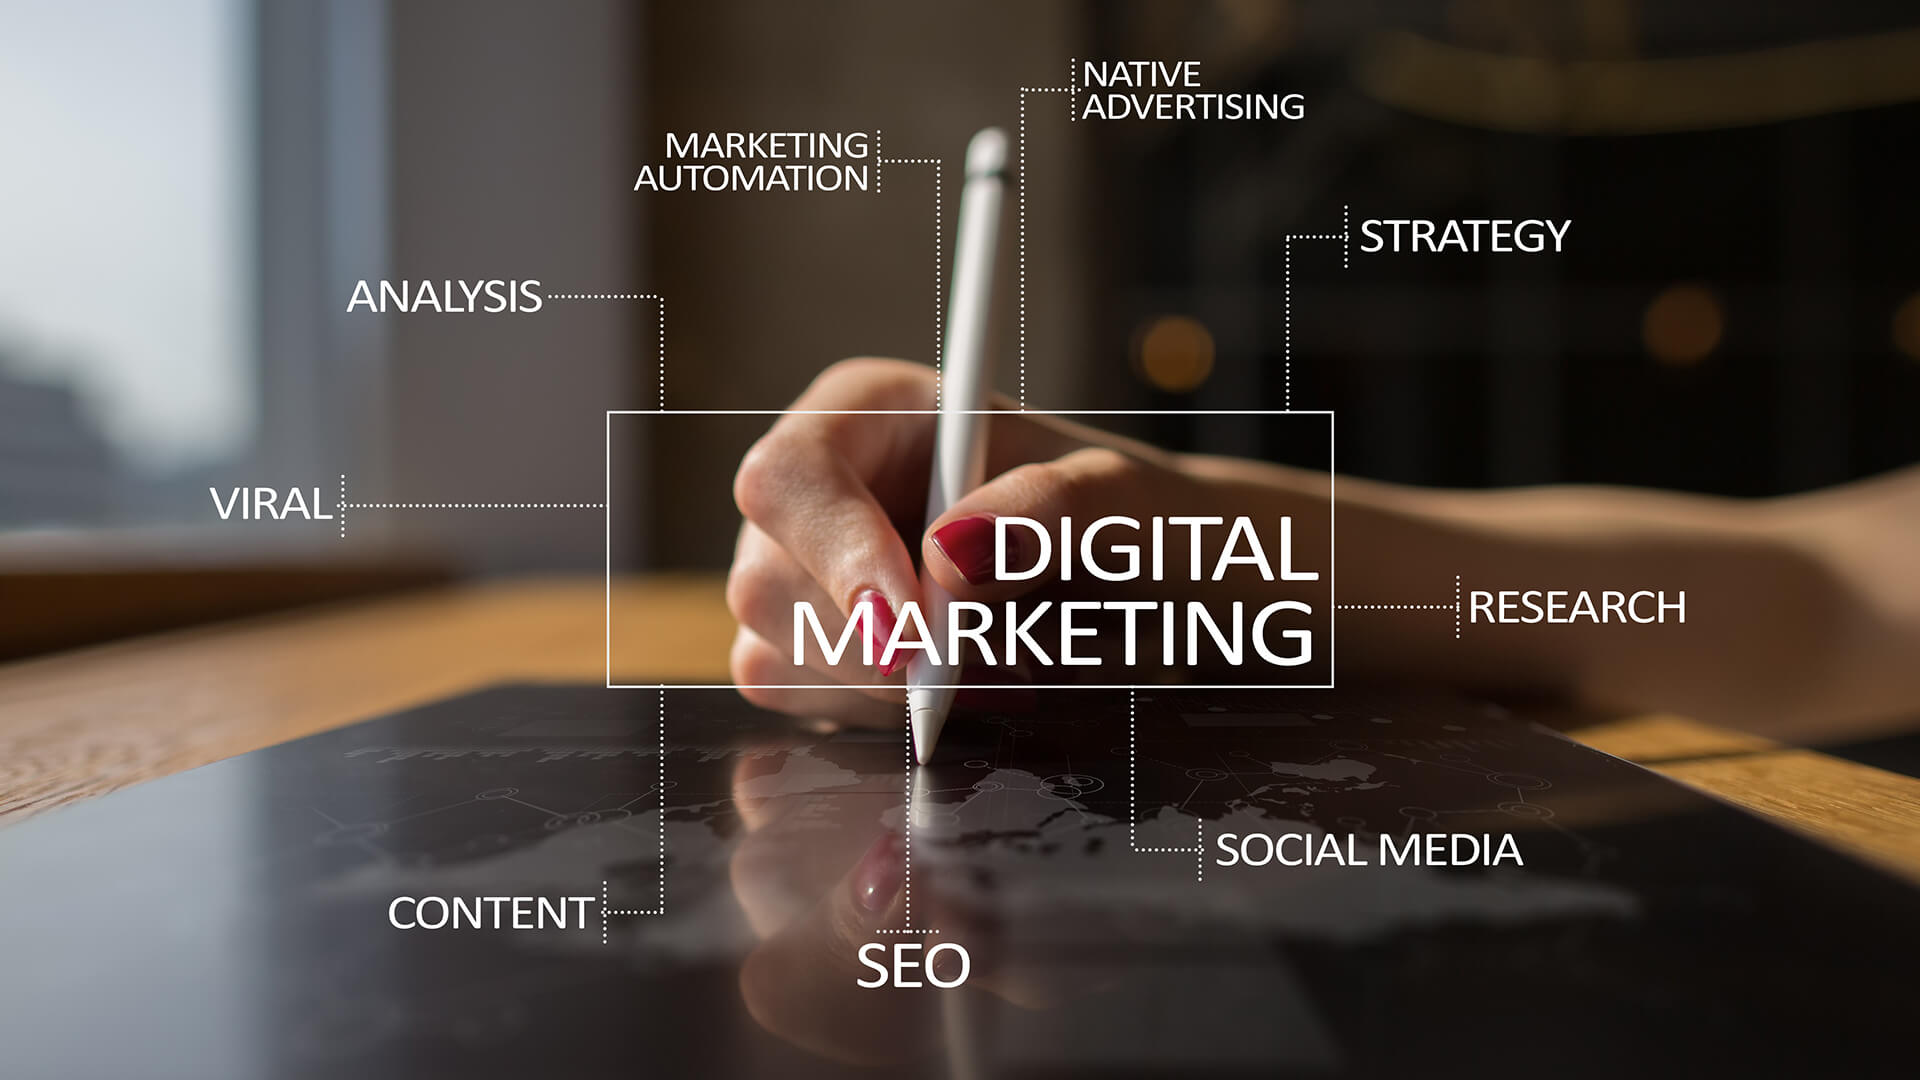 NATIVE
ADVERTISING
MARKETING
AUTOMATION
STRATEGY
ANALYSIS
VIRAL
DIGITAL
MARKETING
RESEARCH
SOCIAL MEDIA
CONTENT
SEO